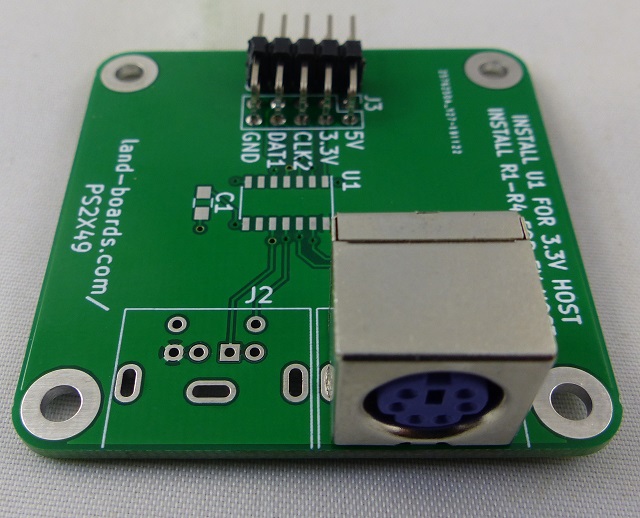 J3
5V
3.3V
CLK2
DAT1
GND
U1
C1
J2
INSTALL U1 FOR 3.3V HOST
INSTALL R1-R4
land-boards.com/
PS2X49